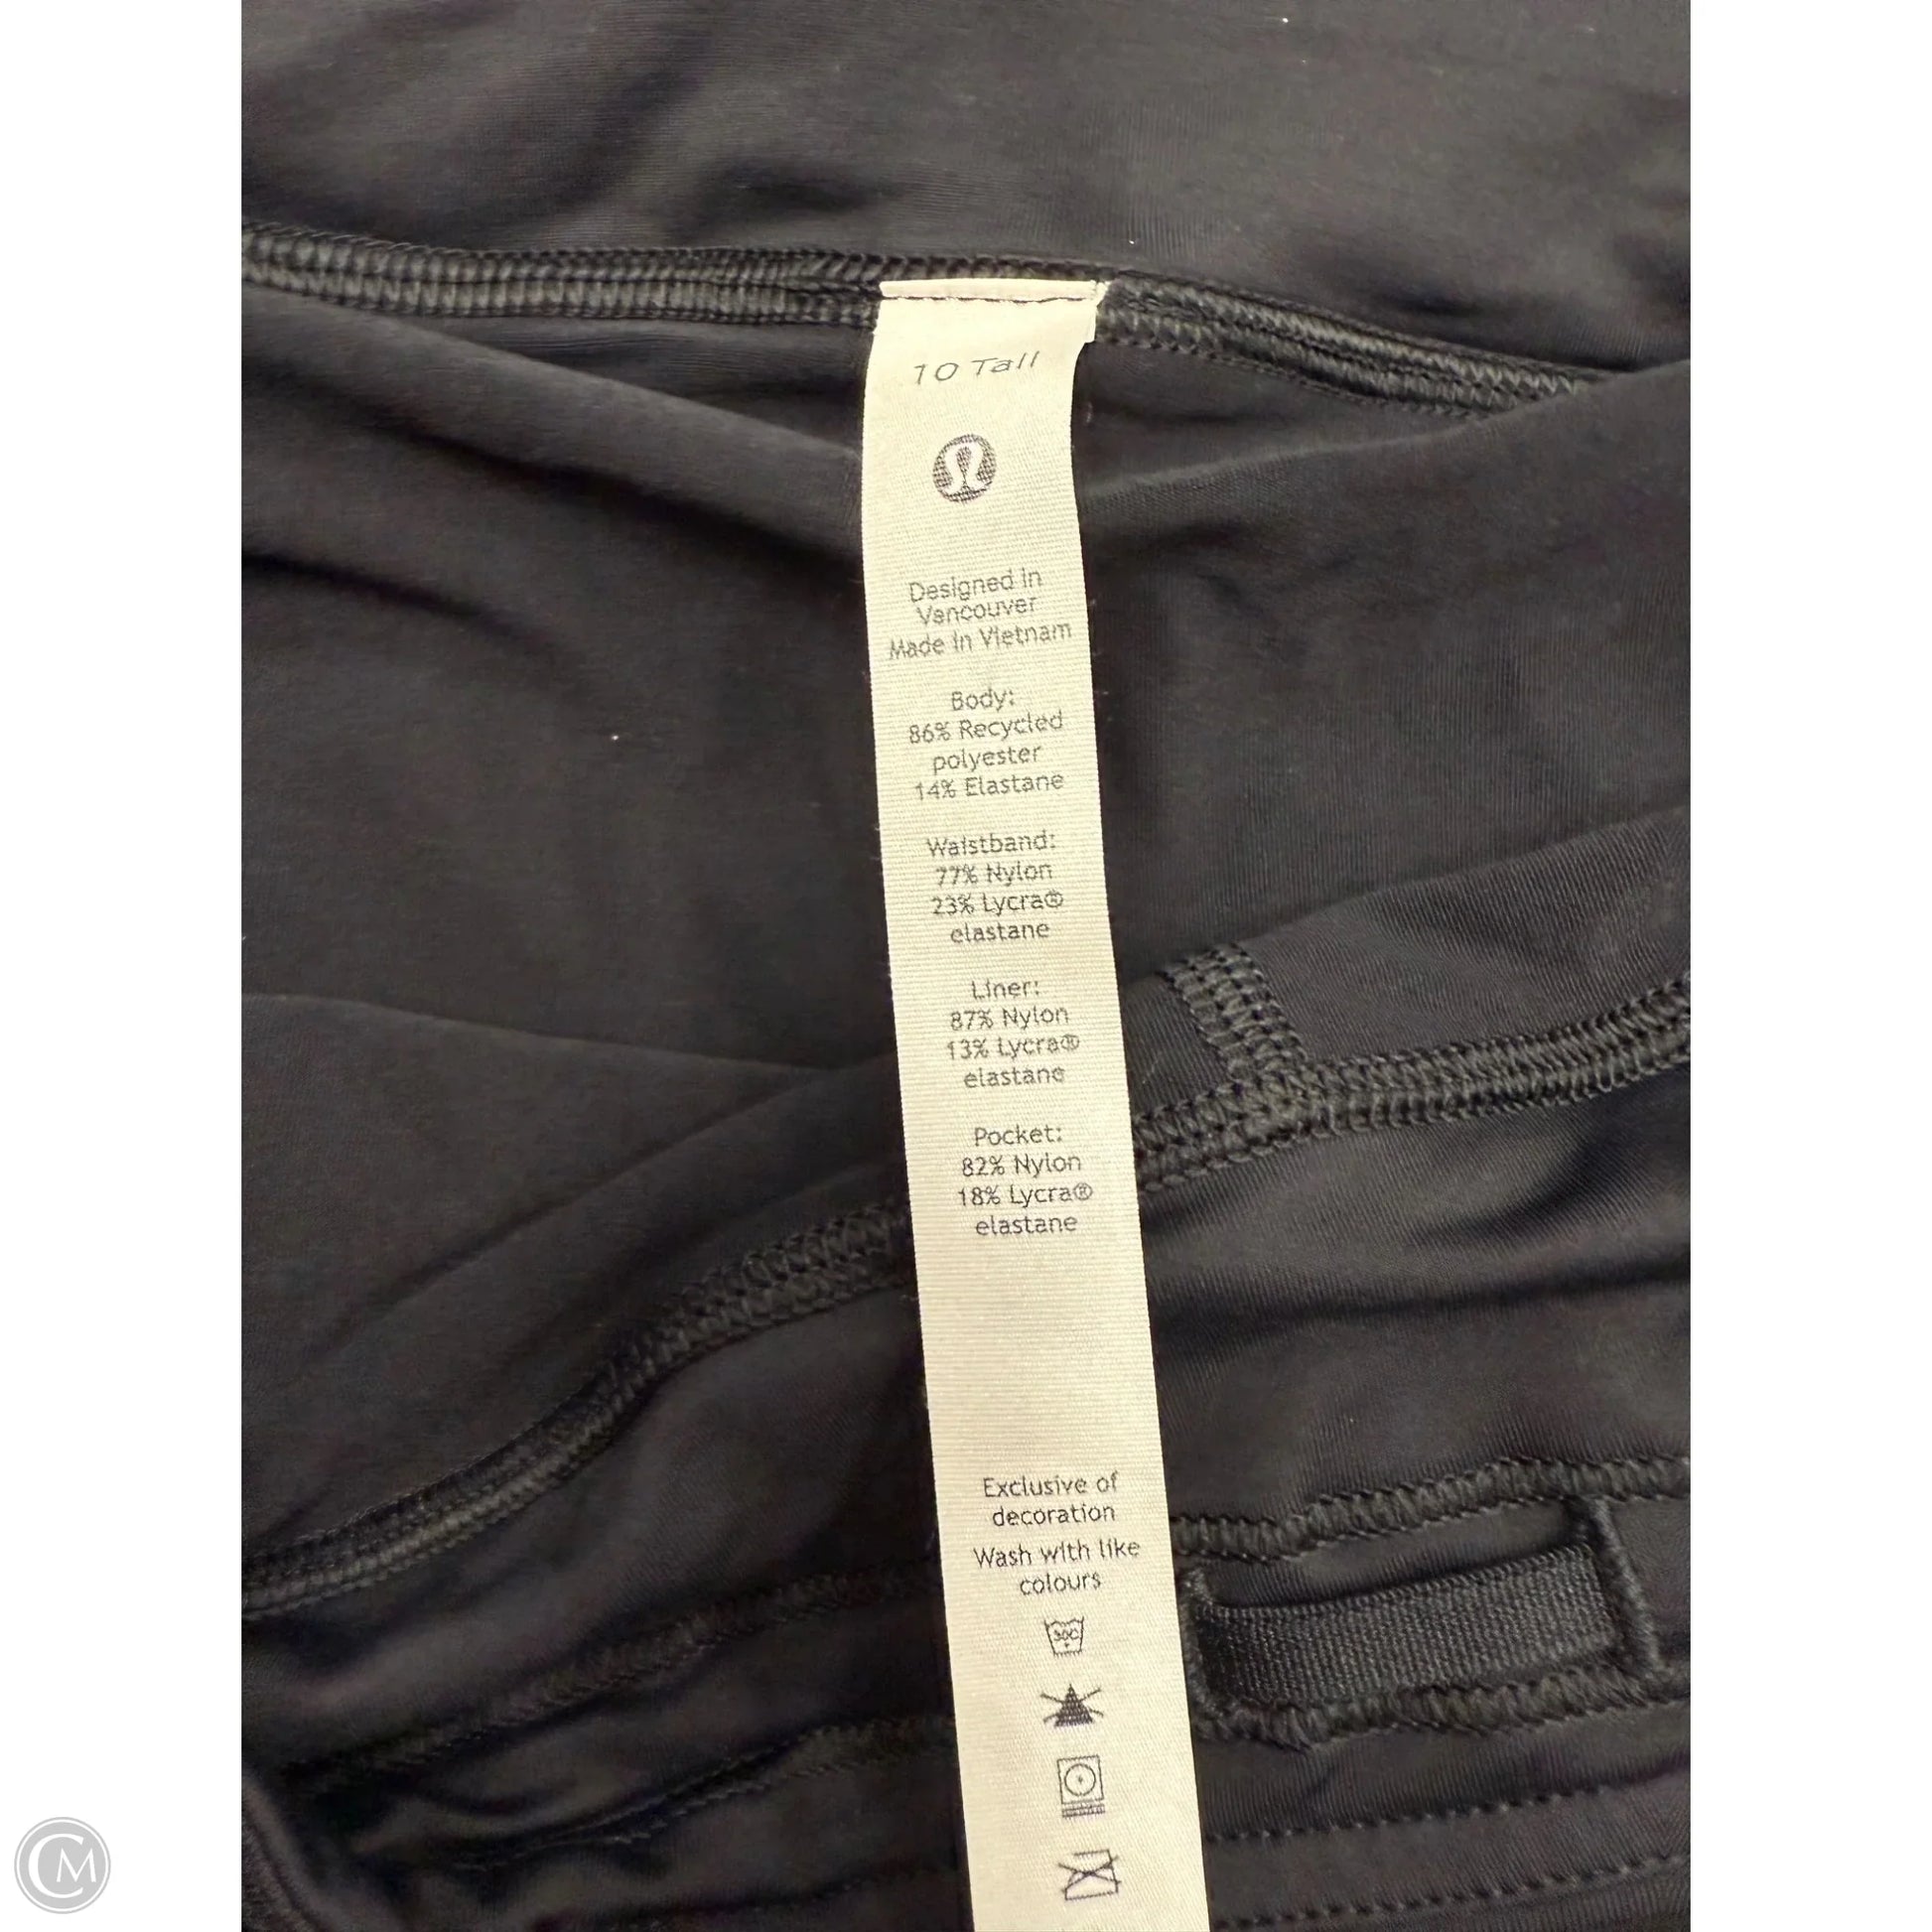 10 Tall
Designed in
Vancouver
Made in Vietnam
Body:
86% Recycled
polyester
14% Elastane
Waistband:
77% Nylon
23% Lycra®
elastane
Liner:
87% Nylon
13% Lycra®
elastane
Pocket:
82% Nylon
18% Lycra®
elastane
Exclusive of
decoration
Wash with like
colours
30C
CM